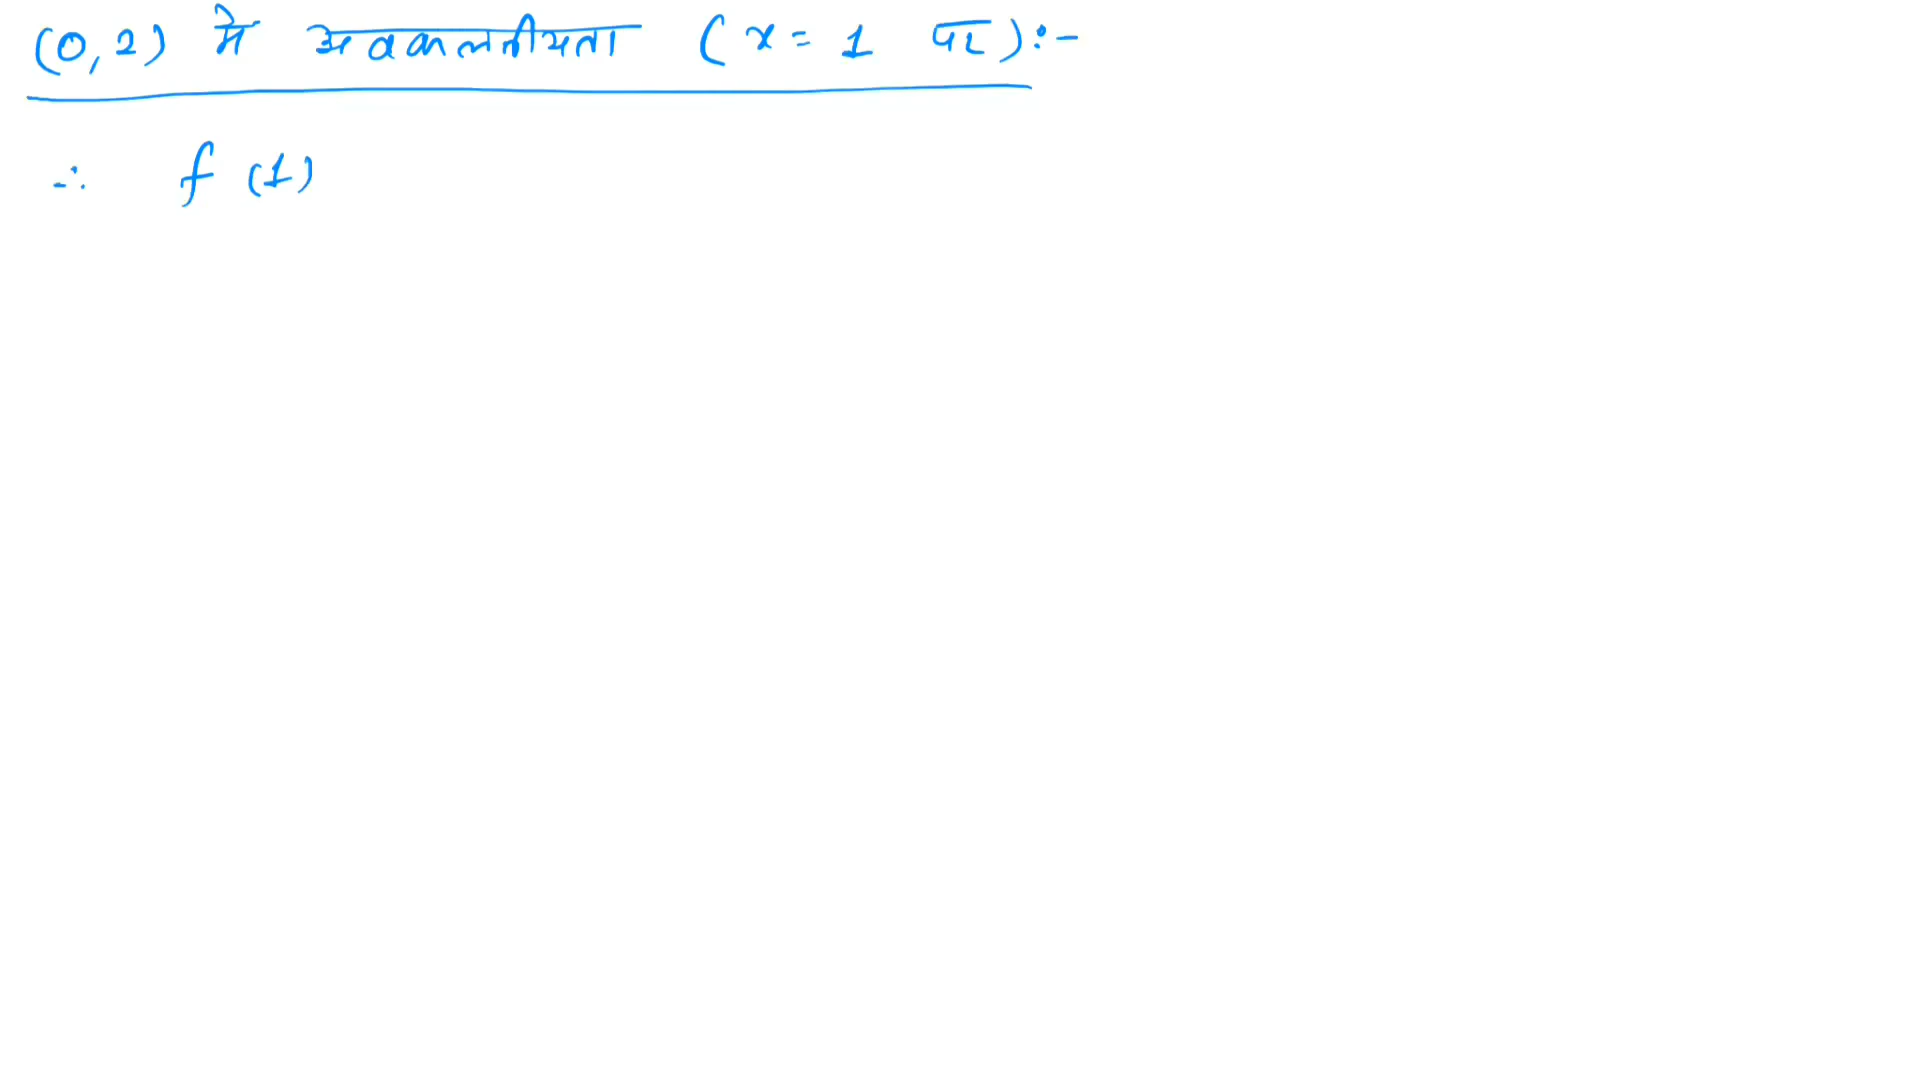 (0,2) में अवकलनीयता (x = 1 पर):-
∴ f(1)